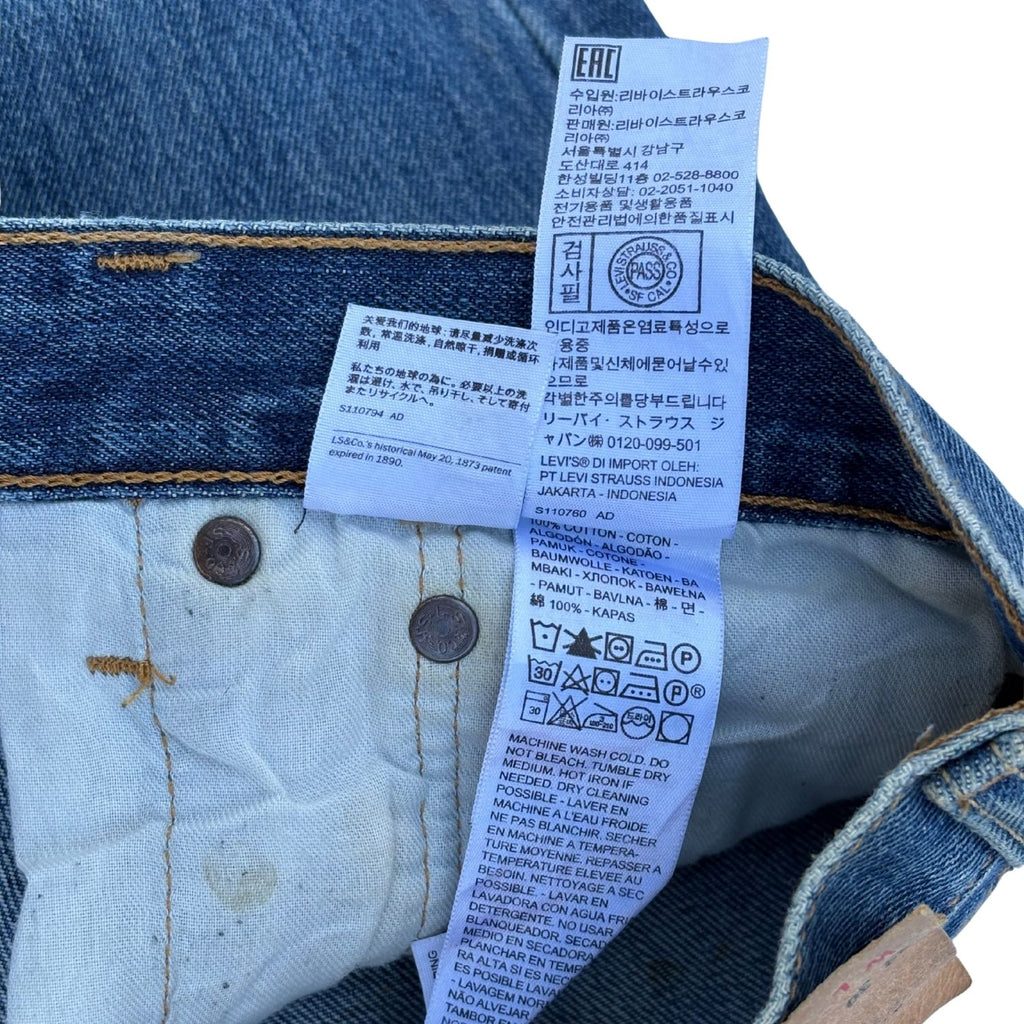 EAC
수입원:리바이스트라우스코
리아㈜
판매원:리바이스트라우스코
리아㈜
서울특별시 강남구
도산대로 414
한성빌딩11층 02-528-8800
소비자상담: 02-2051-1040
전기용품 및생활용품
안전관리법에의한품질표시
검사필
LEVI STRAUSS & CO
PASS
SF CAL
인디고제품은염료특성으로
용중
제품및신체에묻어날수있
으므로
각별한주의를당부드립니다
リーバイ・ストラウス ジ
ャパン㈱ 0120-099-501
LEVI'S® DI IMPORT OLEH:
PT LEVI STRAUSS INDONESIA
JAKARTA - INDONESIA
S110760 AD
关爱我们的地球: 请尽量减少洗涤次
数, 常温洗涤, 自然晾干, 捐赠或循环
利用
私たちの地球の為に。必要以上の洗
濯は避け、水で、吊り干し、そして寄付
またリサイクルへ。
S110794 AD
LS&Co.'s historical May 20, 1873 patent
expired in 1890.
100% COTTON - COTON -
ALGODÓN - ALGODÃO -
PAMUK - COTONE -
BAUMWOLLE - KATOEN - BA
MBAKI - ХЛОПОК - BAWEŁNA
- PAMUT - BAVLNA - 棉 - 면 -
綿 100% - KAPAS
P
30 P®
30 드라이
MACHINE WASH COLD. DO
NOT BLEACH. TUMBLE DRY
MEDIUM. HOT IRON IF
NEEDED. DRY CLEANING
POSSIBLE - LAVER EN
MACHINE A L'EAU FROIDE.
NE PAS BLANCHIR. SECHER
EN MACHINE A TEMPERA-
TURE MOYENNE. REPASSER A
TEMPERATURE ELEVEE AU
BESOIN. NETTOYAGE A SEC
POSSIBLE. - LAVAR EN
LAVADORA CON AGUA FRI
DETERGENTE. NO USAR
BLANQUEADOR. SECAR
MEDIO EN SECADORA
PLANCHAR EN TEMP
RA ALTA SI ES NECE
ES POSIBLE LAVA
- LAVAGEM NOR
NÃO ALVEJAR
TAMBOR EM
NORMA